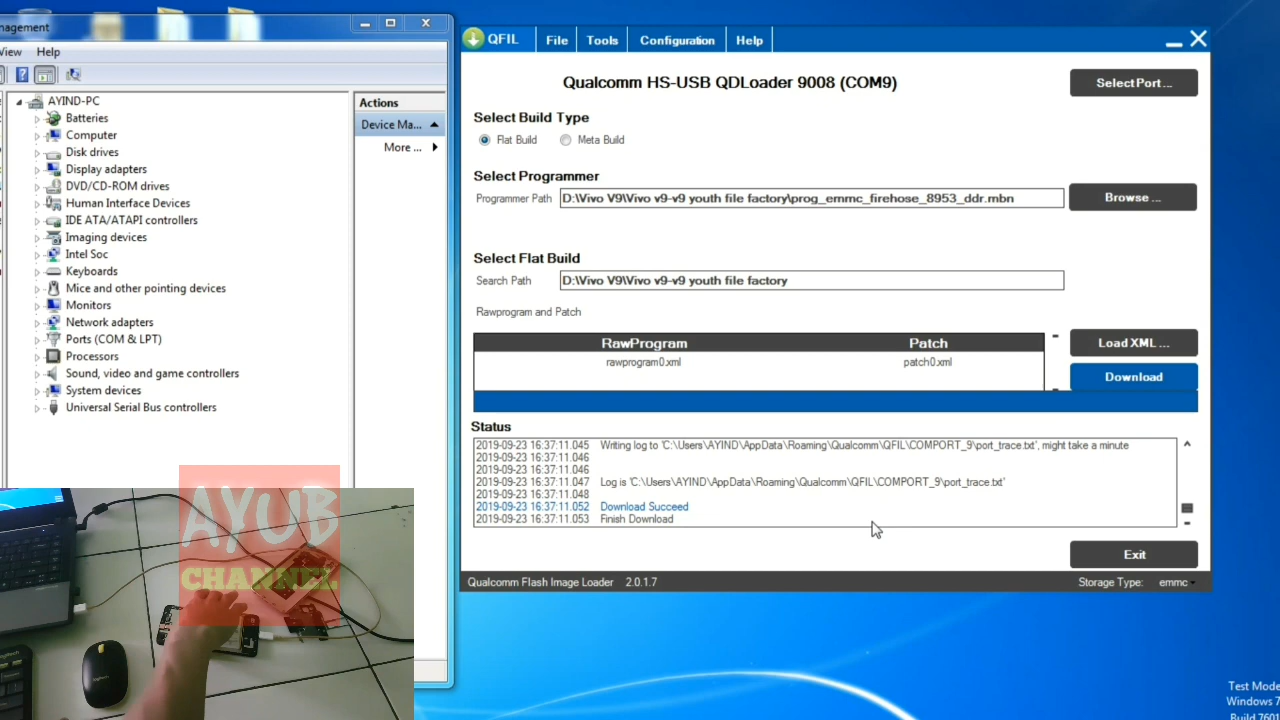 nagement
View Help
AYIND-PC
Batteries
Computer
Disk drives
Display adapters
DVD/CD-ROM drives
Human Interface Devices
IDE ATA/ATAPI controllers
Imaging devices
Intel Soc
Keyboards
Mice and other pointing devices
Monitors
Network adapters
Ports (COM & LPT)
Processors
Sound, video and game controllers
System devices
Universal Serial Bus controllers
Actions
Device Ma...
More ...
QFIL File Tools Configuration Help
Qualcomm HS-USB QDLoader 9008 (COM9)
Select Port ...
Select Build Type
Flat Build Meta Build
Select Programmer
Programmer Path D:\Vivo V9\Vivo v9-v9 youth file factory\prog_emmc_firehose_8953_ddr.mbn
Browse ...
Select Flat Build
Search Path D:\Vivo V9\Vivo v9-v9 youth file factory
Rawprogram and Patch
RawProgram Patch
rawprogram0.xml patch0.xml
Load XML ...
Download
Status
2019-09-23 16:37:11.045 Writing log to 'C:\Users\AYIND\AppData\Roaming\Qualcomm\QFIL\COMPORT_9\port_trace.txt', might take a minute
2019-09-23 16:37:11.046
2019-09-23 16:37:11.046
2019-09-23 16:37:11.047 Log is 'C:\Users\AYIND\AppData\Roaming\Qualcomm\QFIL\COMPORT_9\port_trace.txt'
2019-09-23 16:37:11.048
2019-09-23 16:37:11.052 Download Succeed
2019-09-23 16:37:11.053 Finish Download
Exit
Qualcomm Flash Image Loader 2.0.1.7
Storage Type: emmc
AYUB
CHANNEL
Test Mode
Windows 7
Build 7601